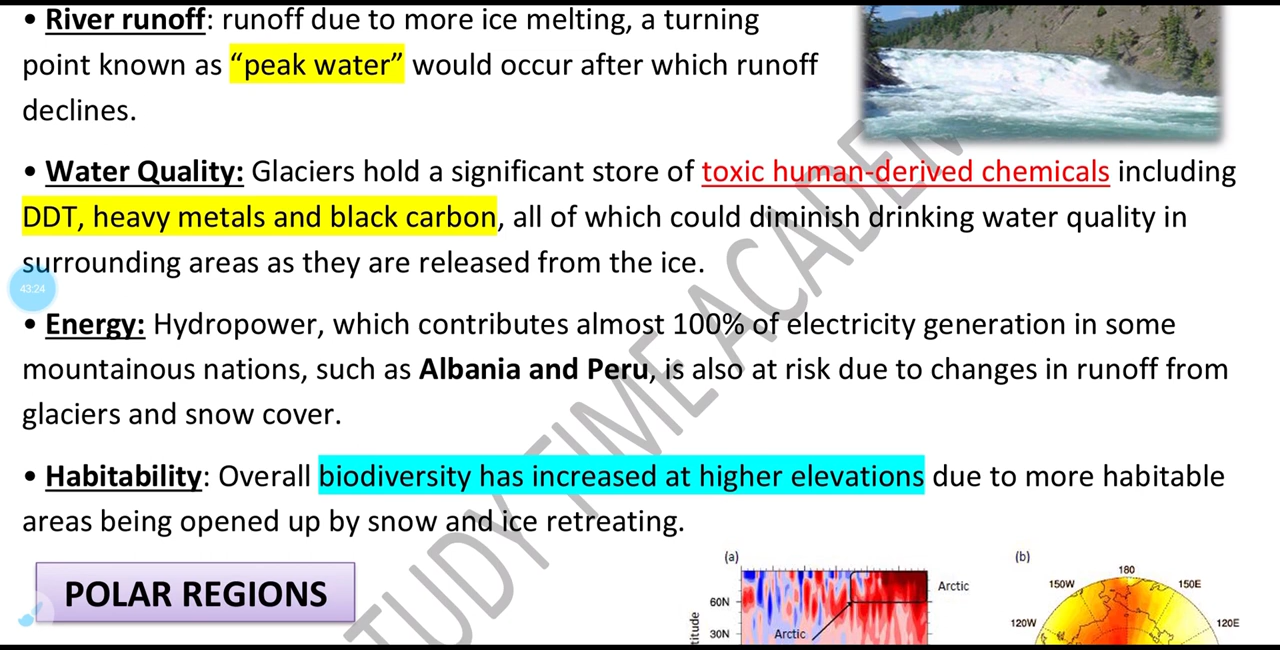 • River runoff: runoff due to more ice melting, a turning
point known as “peak water” would occur after which runoff
declines.
• Water Quality: Glaciers hold a significant store of toxic human-derived chemicals including
DDT, heavy metals and black carbon, all of which could diminish drinking water quality in
surrounding areas as they are released from the ice.
43:24
• Energy: Hydropower, which contributes almost 100% of electricity generation in some
mountainous nations, such as Albania and Peru, is also at risk due to changes in runoff from
glaciers and snow cover.
• Habitability: Overall biodiversity has increased at higher elevations due to more habitable
areas being opened up by snow and ice retreating.
STUDY TIME ACADEM
POLAR REGIONS
(a)
60N
30N
titude
Arctic
Arctic
(b)
180
150W
150E
120W
120E